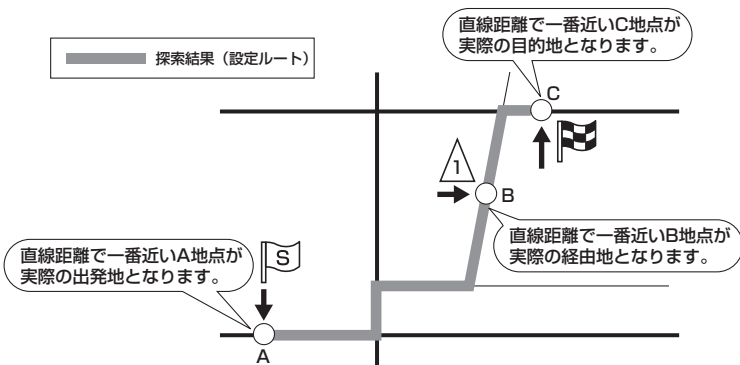 直線距離で一番近いC地点が
実際の目的地となります。
探索結果（設定ルート）
C
1
B
直線距離で一番近いB地点が
実際の経由地となります。
直線距離で一番近いA地点が
実際の出発地となります。
S
A